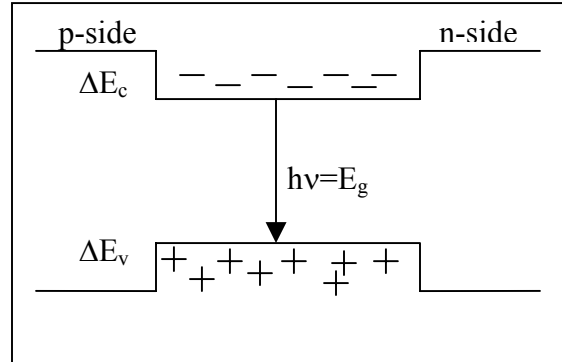 p-side n-side
ΔE_c
hν=E_g
ΔE_v